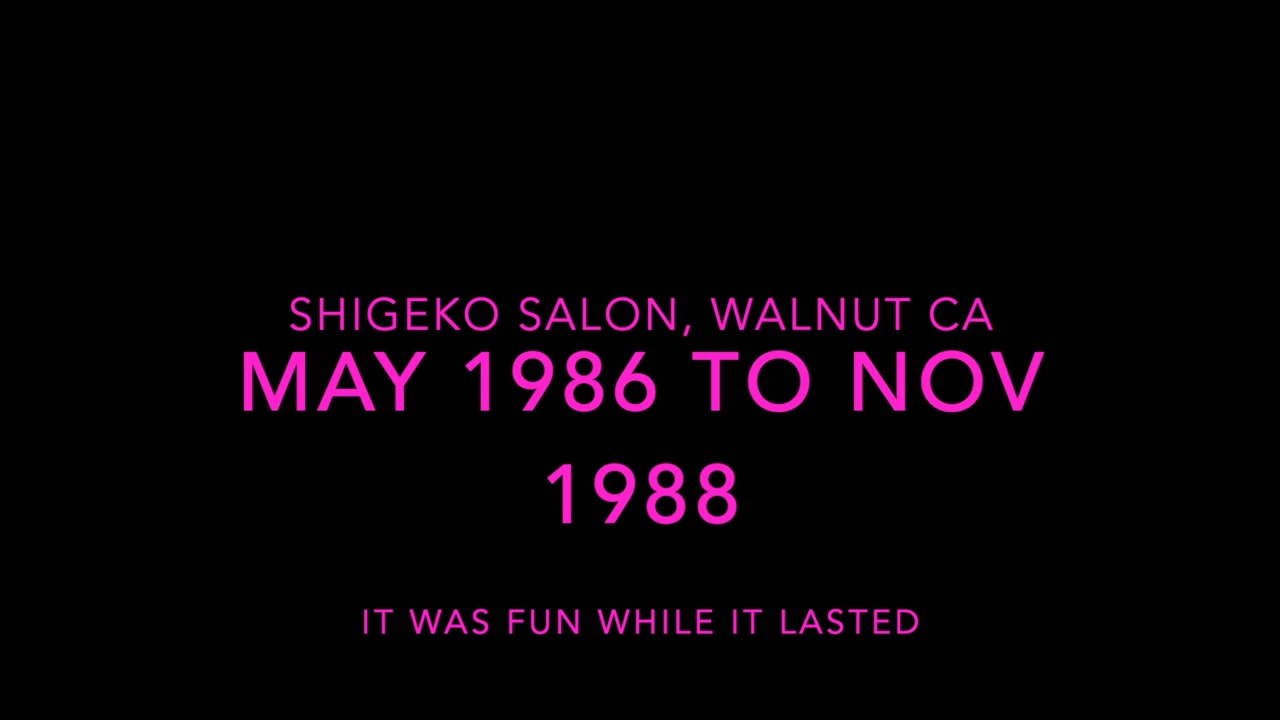 SHIGEKO SALON, WALNUT CA
MAY 1986 TO NOV
1988
IT WAS FUN WHILE IT LASTED